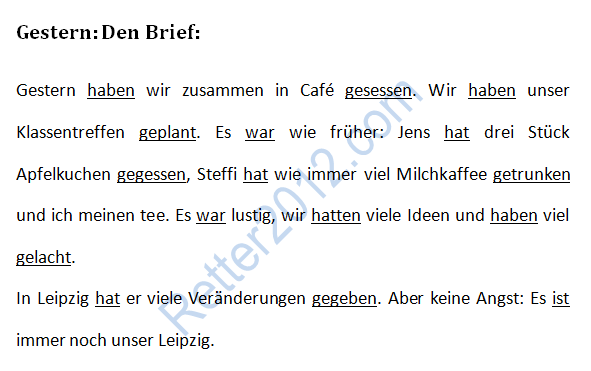 Gestern: Den Brief:
Gestern haben wir zusammen in Café gesessen. Wir haben unser
Klassentreffen geplant. Es war wie früher: Jens hat drei Stück
Apfelkuchen gegessen, Steffi hat wie immer viel Milchkaffee getrunken
und ich meinen tee. Es war lustig, wir hatten viele Ideen und haben viel
gelacht.
In Leipzig hat er viele Veränderungen gegeben. Aber keine Angst: Es ist
immer noch unser Leipzig.
Retter2012.com